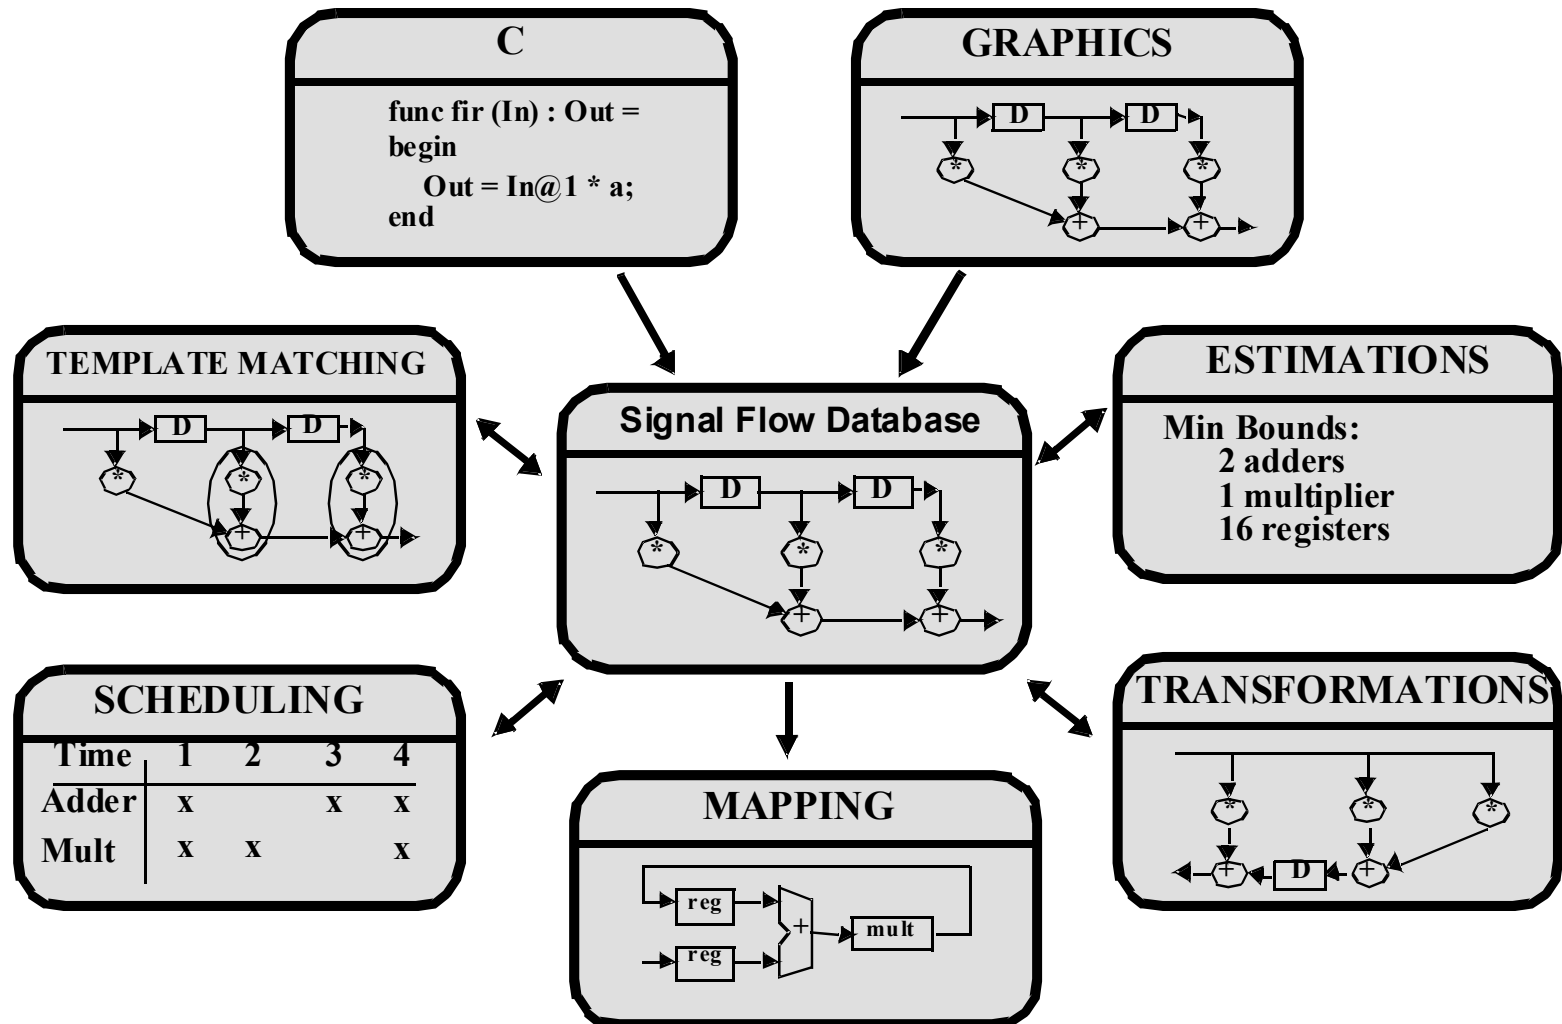 C
func fir (In) : Out =
begin
Out = In@1 * a;
end
GRAPHICS
D D
* * *
+ +
TEMPLATE MATCHING
D D
* * *
+ +
Signal Flow Database
D D
* * *
+ +
ESTIMATIONS
Min Bounds:
2 adders
1 multiplier
16 registers
SCHEDULING
Time 1 2 3 4
Adder x x x
Mult x x x
MAPPING
reg
+
mult
reg
TRANSFORMATIONS
* * *
+ D +